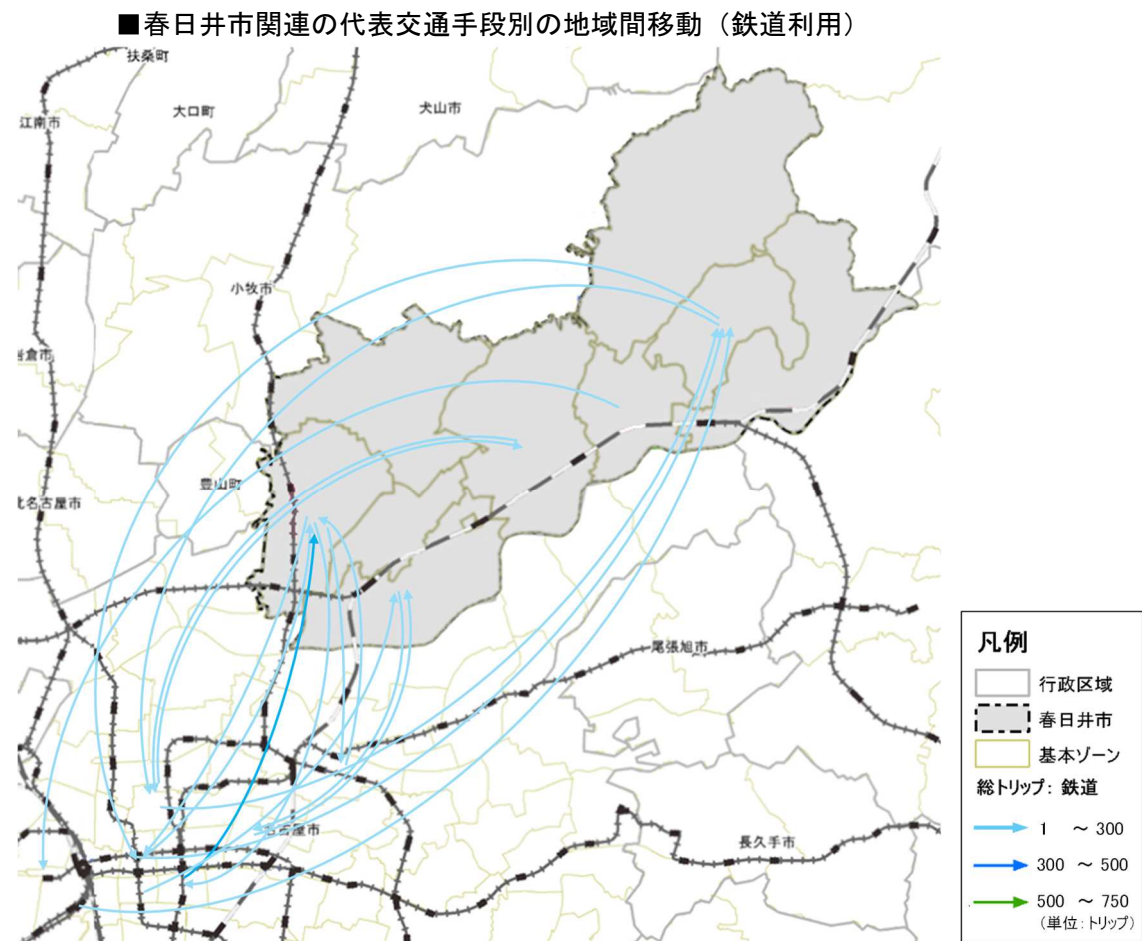 ■春日井市関連の代表交通手段別の地域間移動（鉄道利用）
扶桑町
大口町
犬山市
江南市
小牧市
岩倉市
豊山町
北名古屋市
尾張旭市
名古屋市
長久手市
凡例
行政区域
春日井市
基本ゾーン
総トリップ: 鉄道
1 ～ 300
300 ～ 500
500 ～ 750
(単位: トリップ)